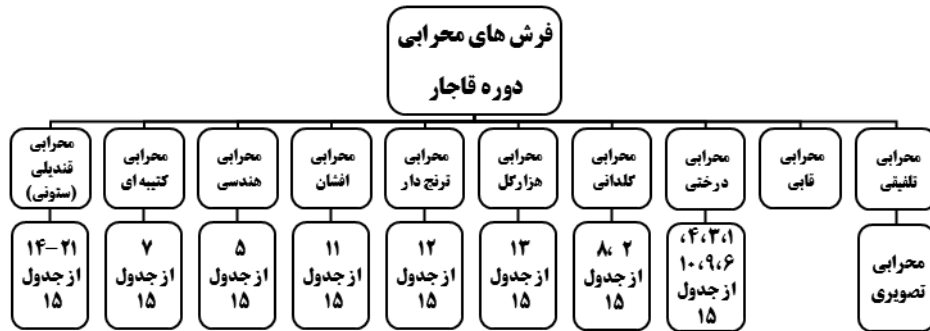 فرش های محرابی
دوره قاجار
محرابی
تلفیقی
محرابی
قابی
محرابی
درختی
محرابی
گلدانی
محرابی
هزارگل
محرابی
ترنج دار
محرابی
افشان
محرابی
هندسی
محرابی
کتیبه ای
محرابی
قندیلی
(ستونی)
محرابی
تصویری
۱،۳،۴،
۶،۹،۱۰
از جدول
۱۵
۲ ،۸
از جدول
۱۵
۱۳
از جدول
۱۵
۱۲
از جدول
۱۵
۱۱
از جدول
۱۵
۵
از جدول
۱۵
۷
از جدول
۱۵
۱۴-۲۱
از جدول
۱۵